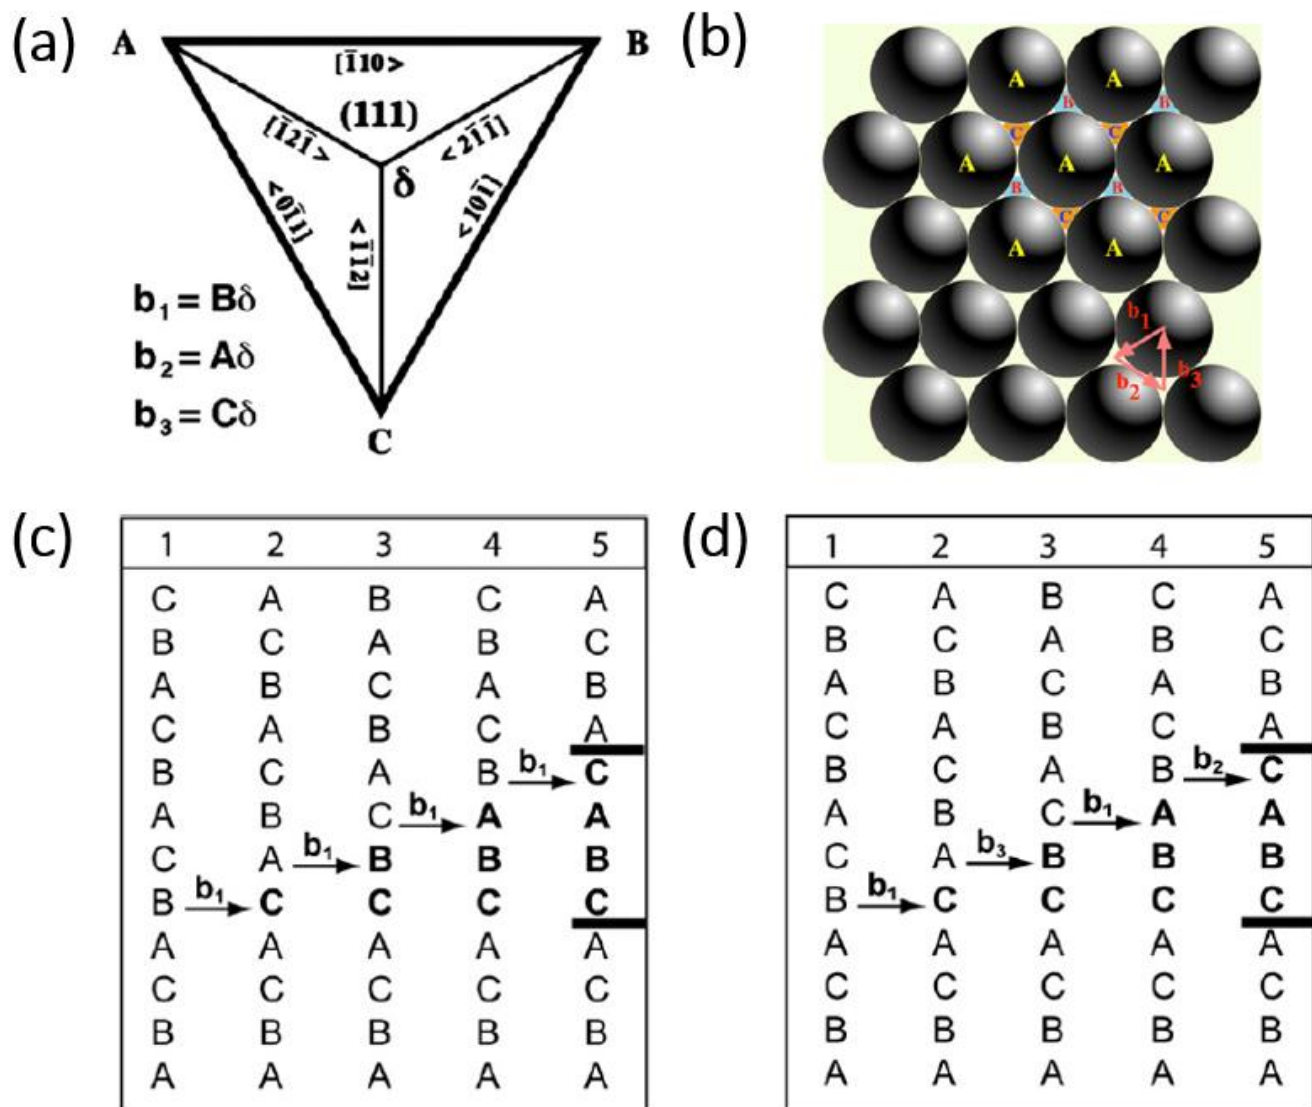 (a)
A B
[1̄10>
(111)
[1̄21̄> <21̄1̄]
δ
<01̄1] <101̄]
<1̄1̄2]
b₁ = Bδ
b₂ = Aδ
b₃ = Cδ
C
(b)
A A
B B
C C
A A A
B B
C C
A A
b₁
b₂ b₃
(c)
1 2 3 4 5
C A B C A
B C A B C
A B C A B
C A B C A
B C A B b₁ C
A B C b₁ A A
C A b₁ B B B
B b₁ C C C C
A A A A A
C C C C C
B B B B B
A A A A A
(d)
1 2 3 4 5
C A B C A
B C A B C
A B C A B
C A B C A
B C A B b₂ C
A B C b₁ A A
C A b₃ B B B
B b₁ C C C C
A A A A A
C C C C C
B B B B B
A A A A A